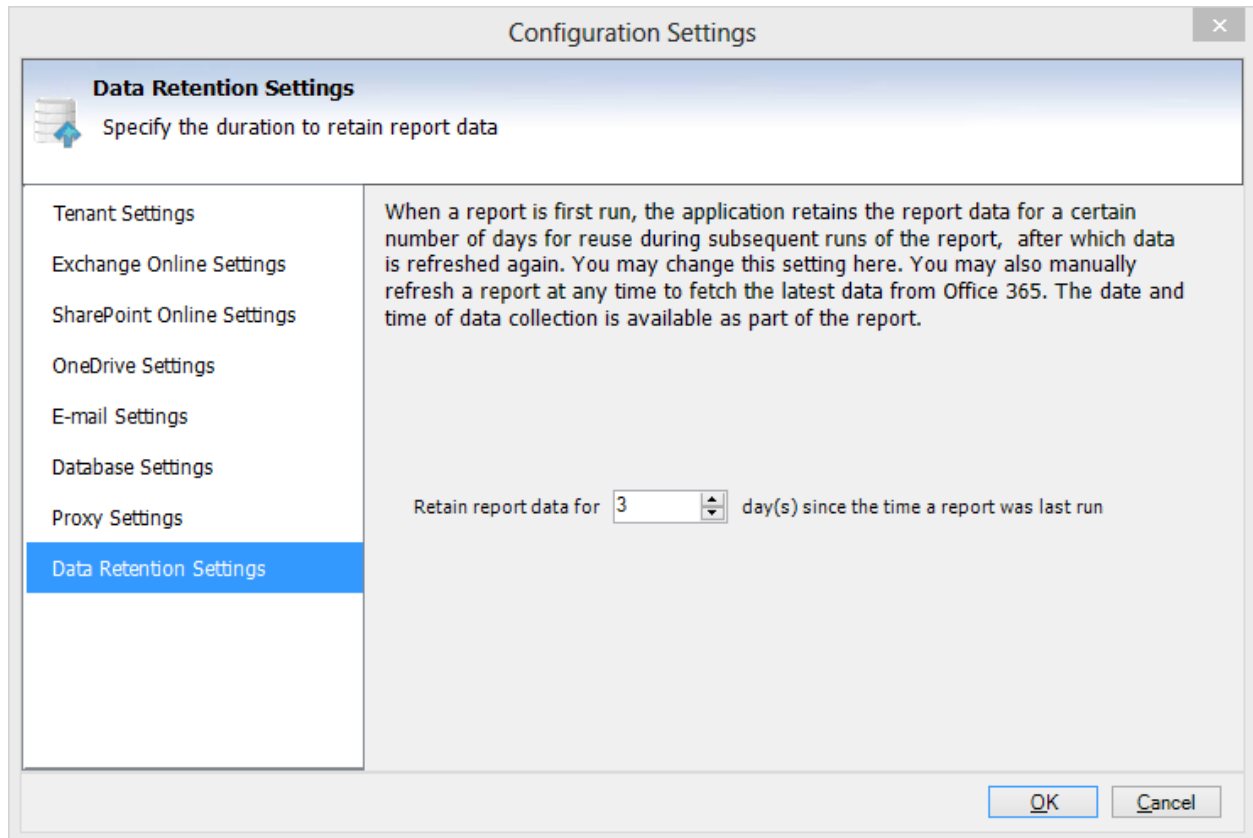 Configuration Settings
Data Retention Settings
Specify the duration to retain report data
Tenant Settings
Exchange Online Settings
SharePoint Online Settings
OneDrive Settings
E-mail Settings
Database Settings
Proxy Settings
Data Retention Settings
When a report is first run, the application retains the report data for a certain
number of days for reuse during subsequent runs of the report,  after which data
is refreshed again. You may change this setting here. You may also manually
refresh a report at any time to fetch the latest data from Office 365. The date and
time of data collection is available as part of the report.
Retain report data for 3 day(s) since the time a report was last run
OK Cancel